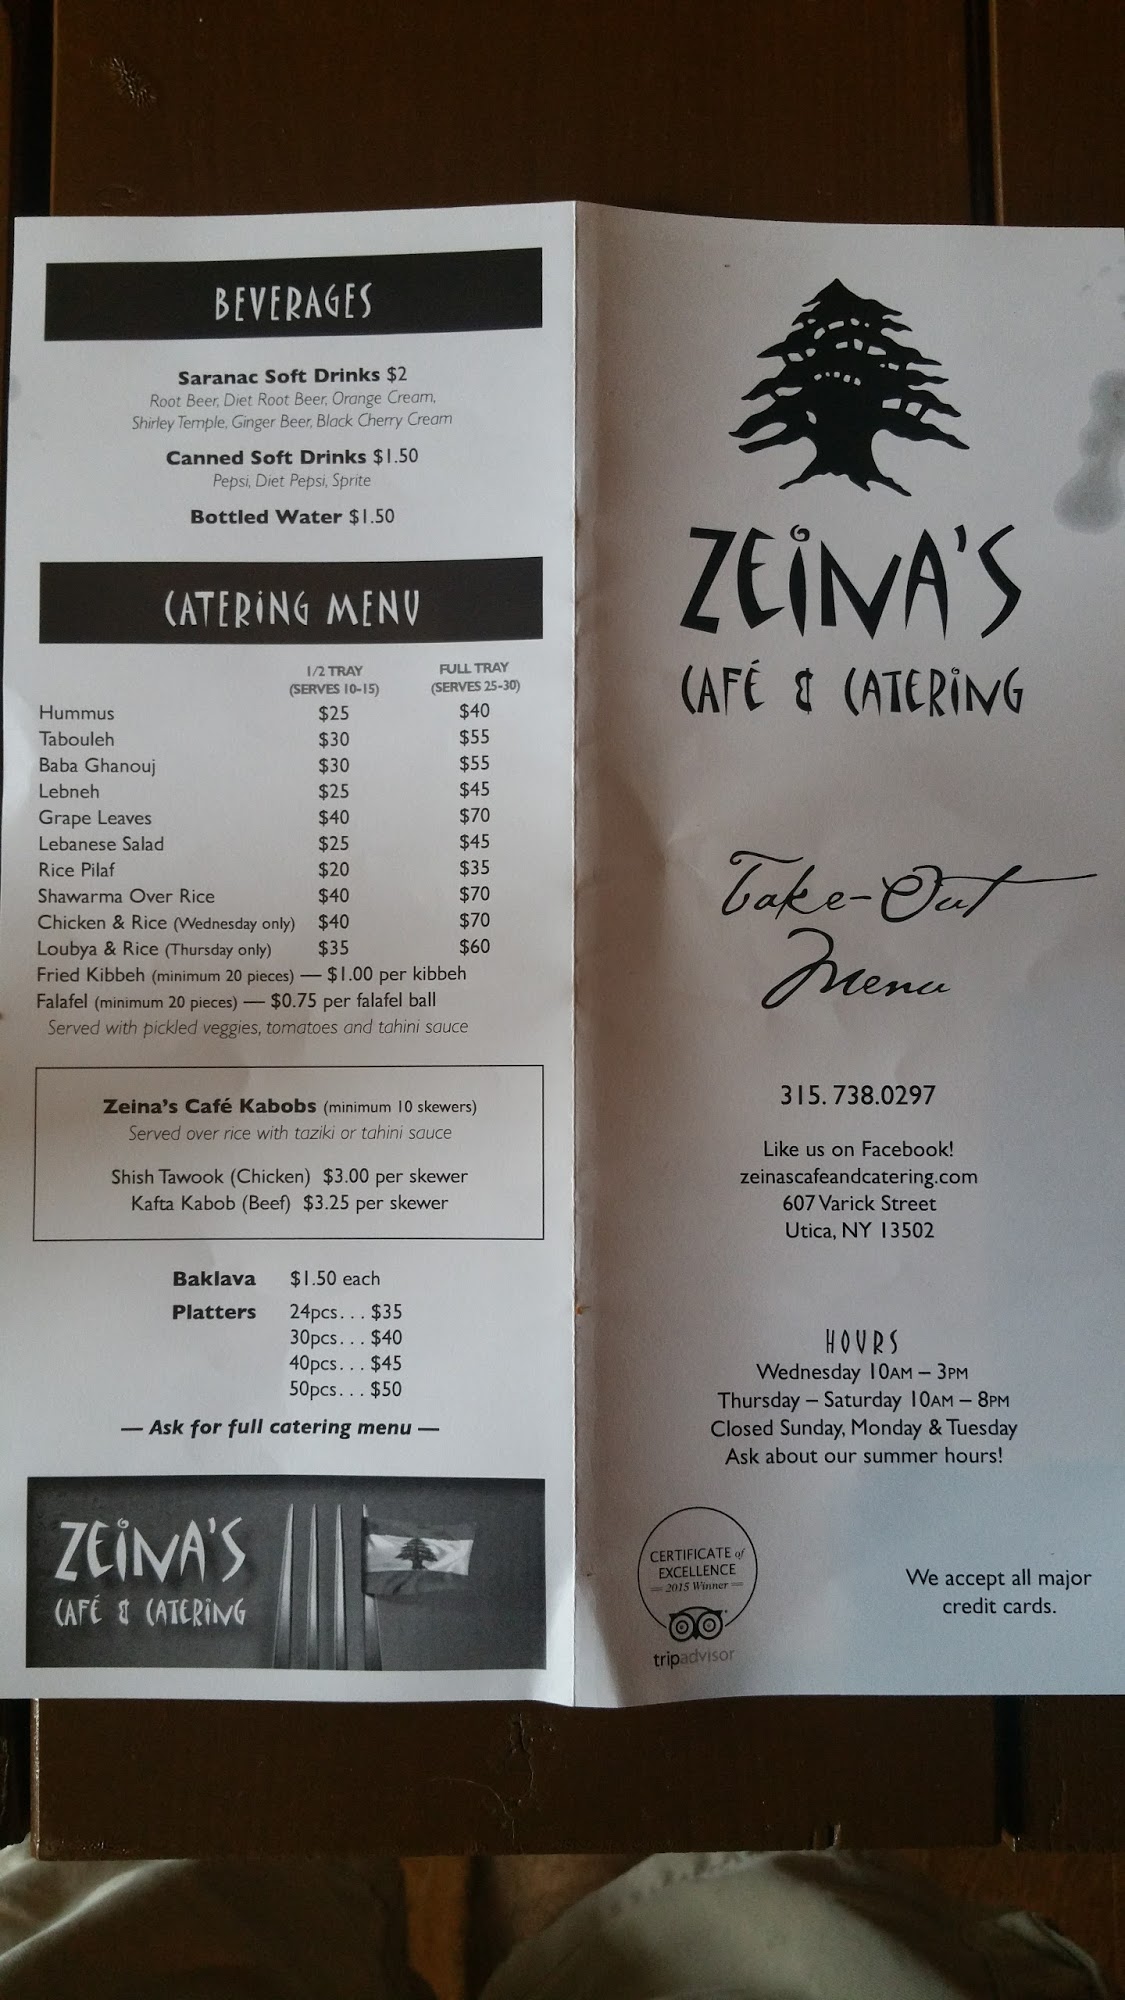 BEVERAGES
Saranac Soft Drinks $2
Root Beer, Diet Root Beer, Orange Cream,
Shirley Temple, Ginger Beer, Black Cherry Cream
Canned Soft Drinks $1.50
Pepsi, Diet Pepsi, Sprite
Bottled Water $1.50
CATERING MENU
1/2 TRAY FULL TRAY
(SERVES 10-15) (SERVES 25-30)
Hummus $25 $40
Tabouleh $30 $55
Baba Ghanouj $30 $55
Lebneh $25 $45
Grape Leaves $40 $70
Lebanese Salad $25 $45
Rice Pilaf $20 $35
Shawarma Over Rice $40 $70
Chicken & Rice (Wednesday only) $40 $70
Loubya & Rice (Thursday only) $35 $60
Fried Kibbeh (minimum 20 pieces) — $1.00 per kibbeh
Falafel (minimum 20 pieces) — $0.75 per falafel ball
Served with pickled veggies, tomatoes and tahini sauce
Zeina's Café Kabobs (minimum 10 skewers)
Served over rice with taziki or tahini sauce
Shish Tawook (Chicken) $3.00 per skewer
Kafta Kabob (Beef) $3.25 per skewer
Baklava $1.50 each
Platters 24pcs... $35
30pcs... $40
40pcs... $45
50pcs... $50
— Ask for full catering menu —
ZEINA'S
CAFÉ & CATERING
ZEINA'S
CAFÉ & CATERING
Take-Out
Menu
315.738.0297
Like us on Facebook!
zeinascafeandcatering.com
607 Varick Street
Utica, NY 13502
HOURS
Wednesday 10AM – 3PM
Thursday – Saturday 10AM – 8PM
Closed Sunday, Monday & Tuesday
Ask about our summer hours!
CERTIFICATE of
EXCELLENCE
2015 Winner
tripadvisor
We accept all major
credit cards.